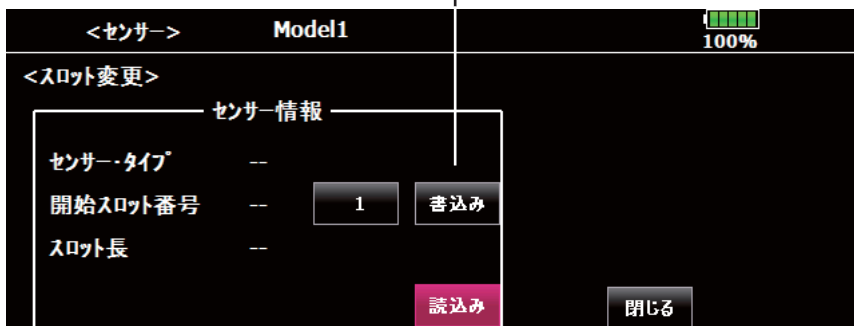 <センサー> Model1
100%
<スロット変更>
センサー情報
センサー・タイプ --
開始スロット番号 -- 1 書込み
スロット長 --
読込み 閉じる